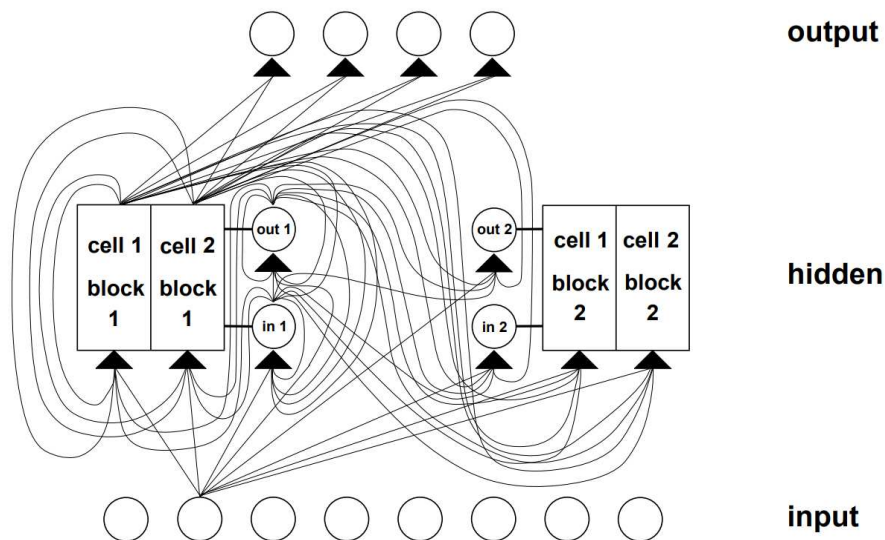 output
cell 1
block
1
cell 2
block
1
out 1
in 1
out 2
in 2
cell 1
block
2
cell 2
block
2
hidden
input